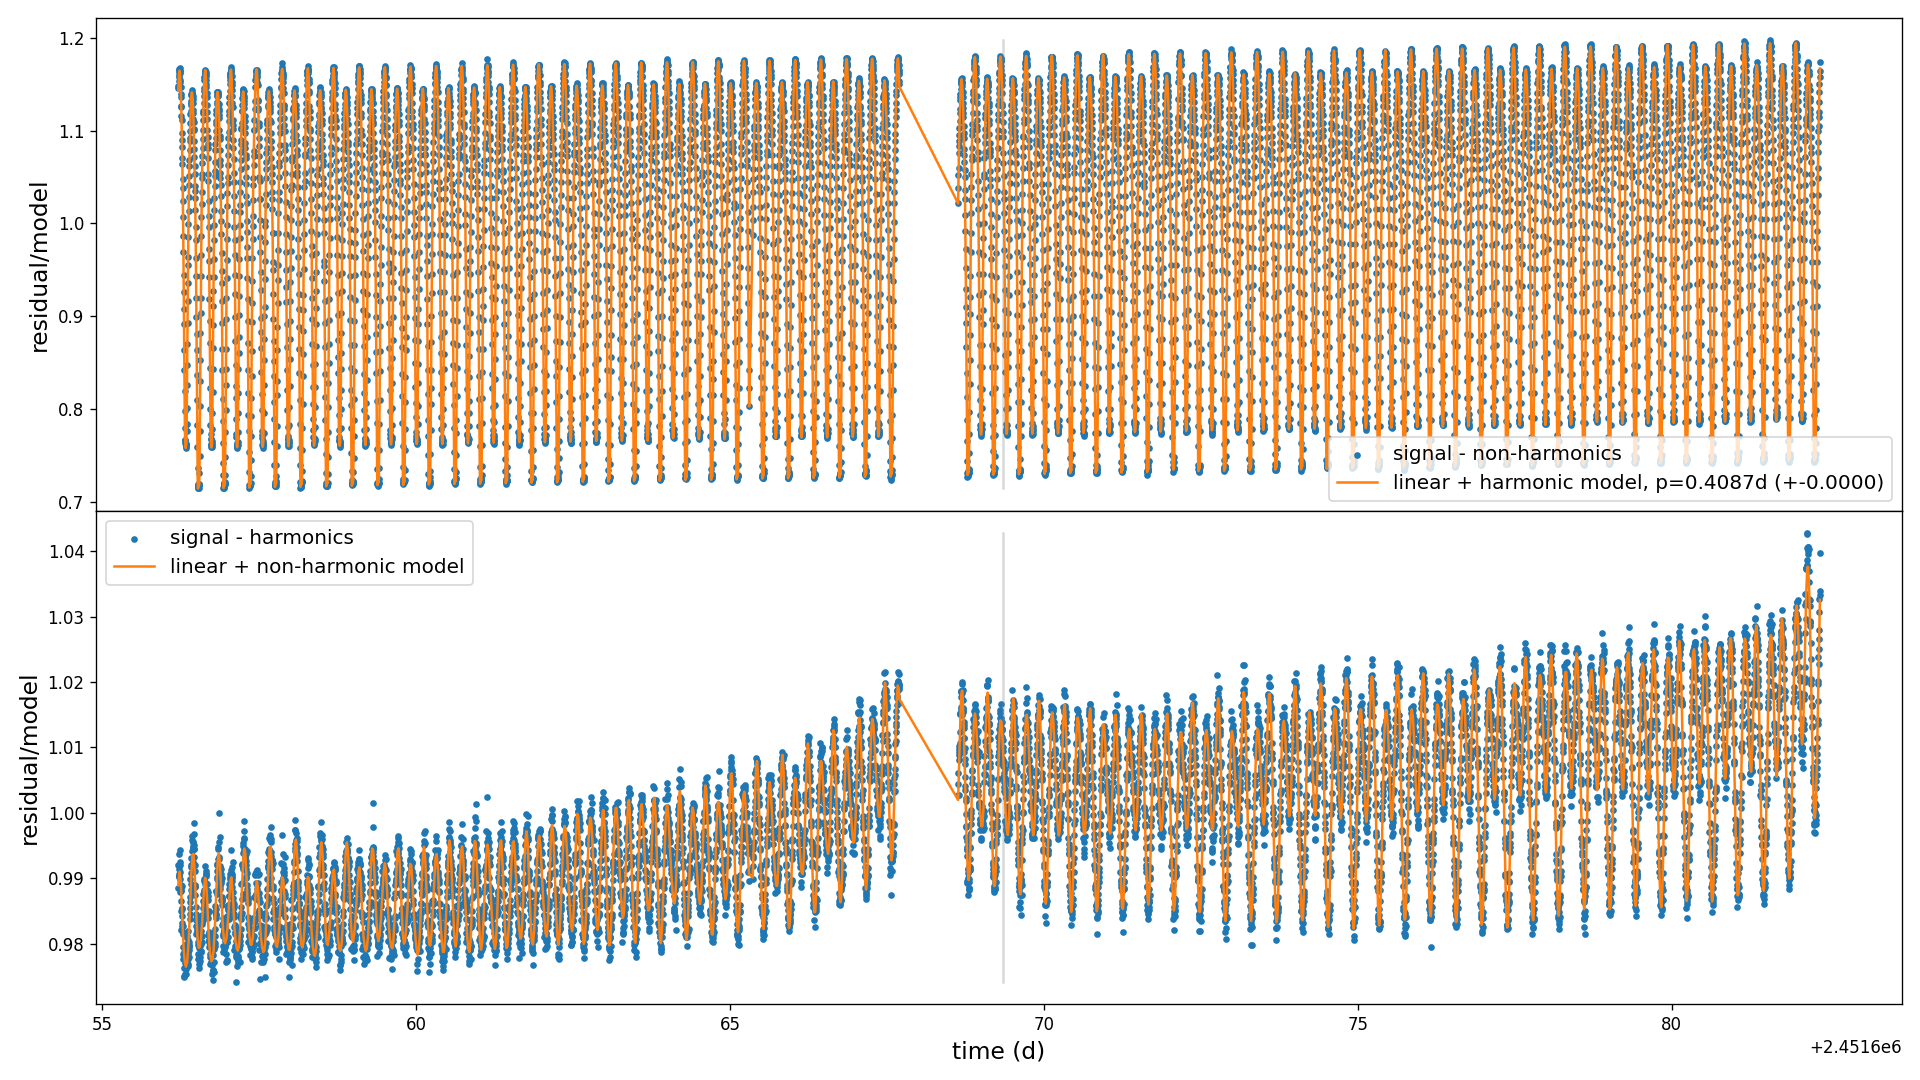 1.2
1.1
1.0
0.9
0.8
0.7
residual/model
signal - non-harmonics
linear + harmonic model, p=0.4087d (+-0.0000)
signal - harmonics
linear + non-harmonic model
1.04
1.03
1.02
1.01
1.00
0.99
0.98
residual/model
55
60
65
70
75
80
time (d)
+2.4516e6